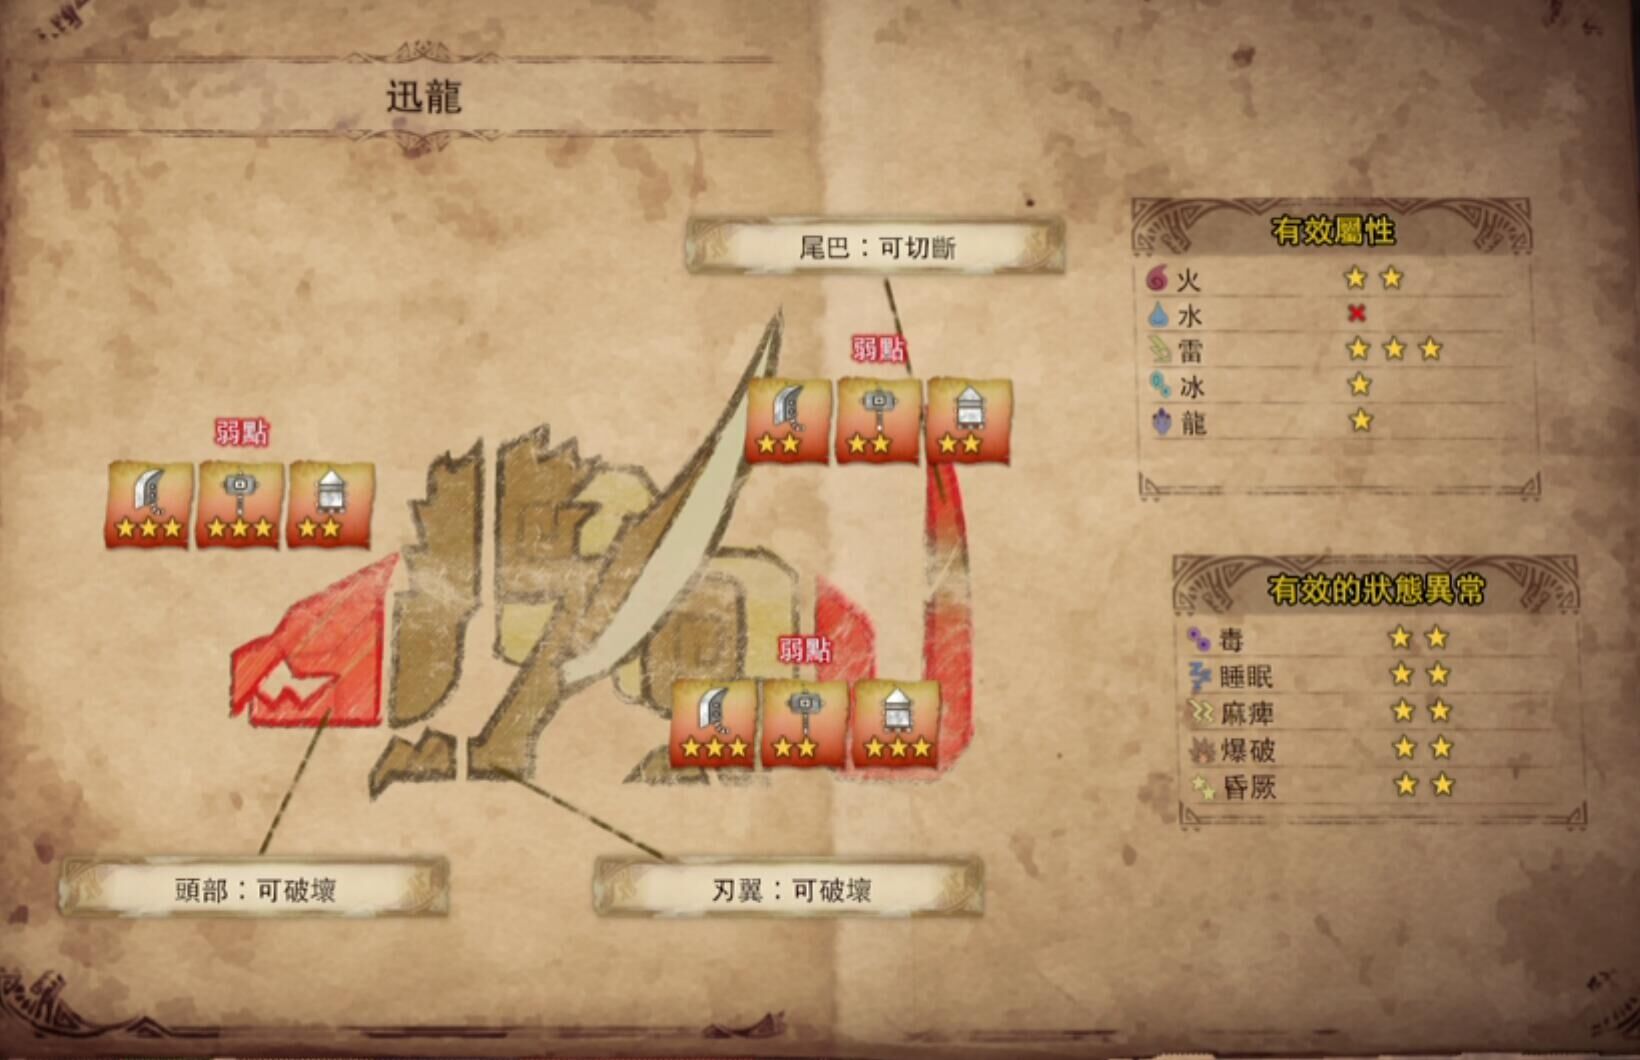 迅龍
尾巴：可切斷
弱點
弱點
弱點
頭部：可破壞
刃翼：可破壞
有效屬性
火
水
雷
冰
龍
有效的狀態異常
毒
睡眠
麻痺
爆破
昏厥